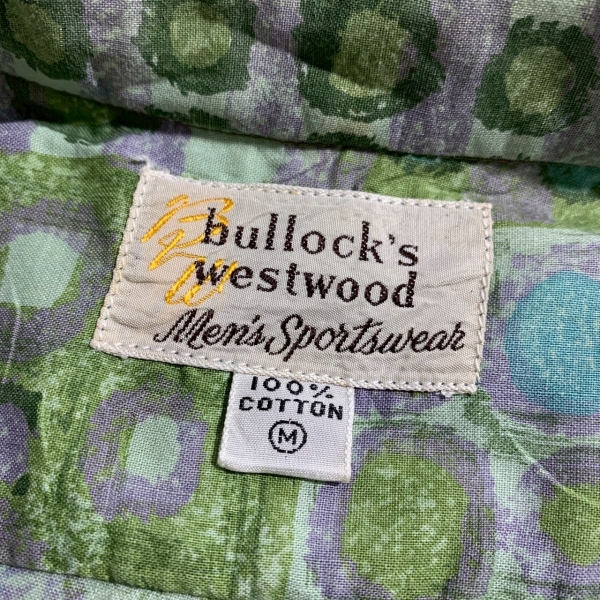 BW
bullock's
westwood
Men's Sportswear
100%
COTTON
M